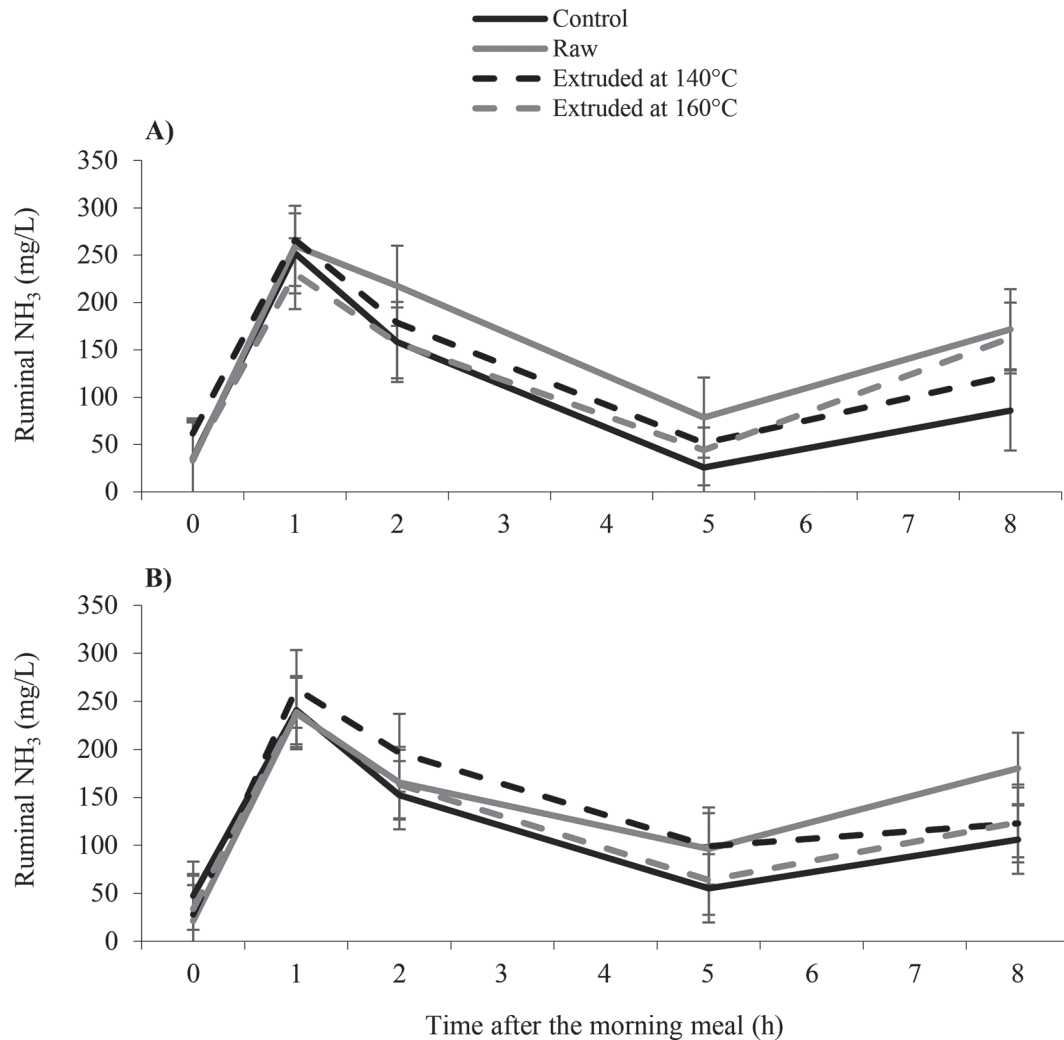 Control
Raw
Extruded at 140°C
Extruded at 160°C
A)
350
300
250
200
150
100
50
0
Ruminal NH₃ (mg/L)
0 1 2 3 4 5 6 7 8
B)
350
300
250
200
150
100
50
0
Ruminal NH₃ (mg/L)
0 1 2 3 4 5 6 7 8
Time after the morning meal (h)